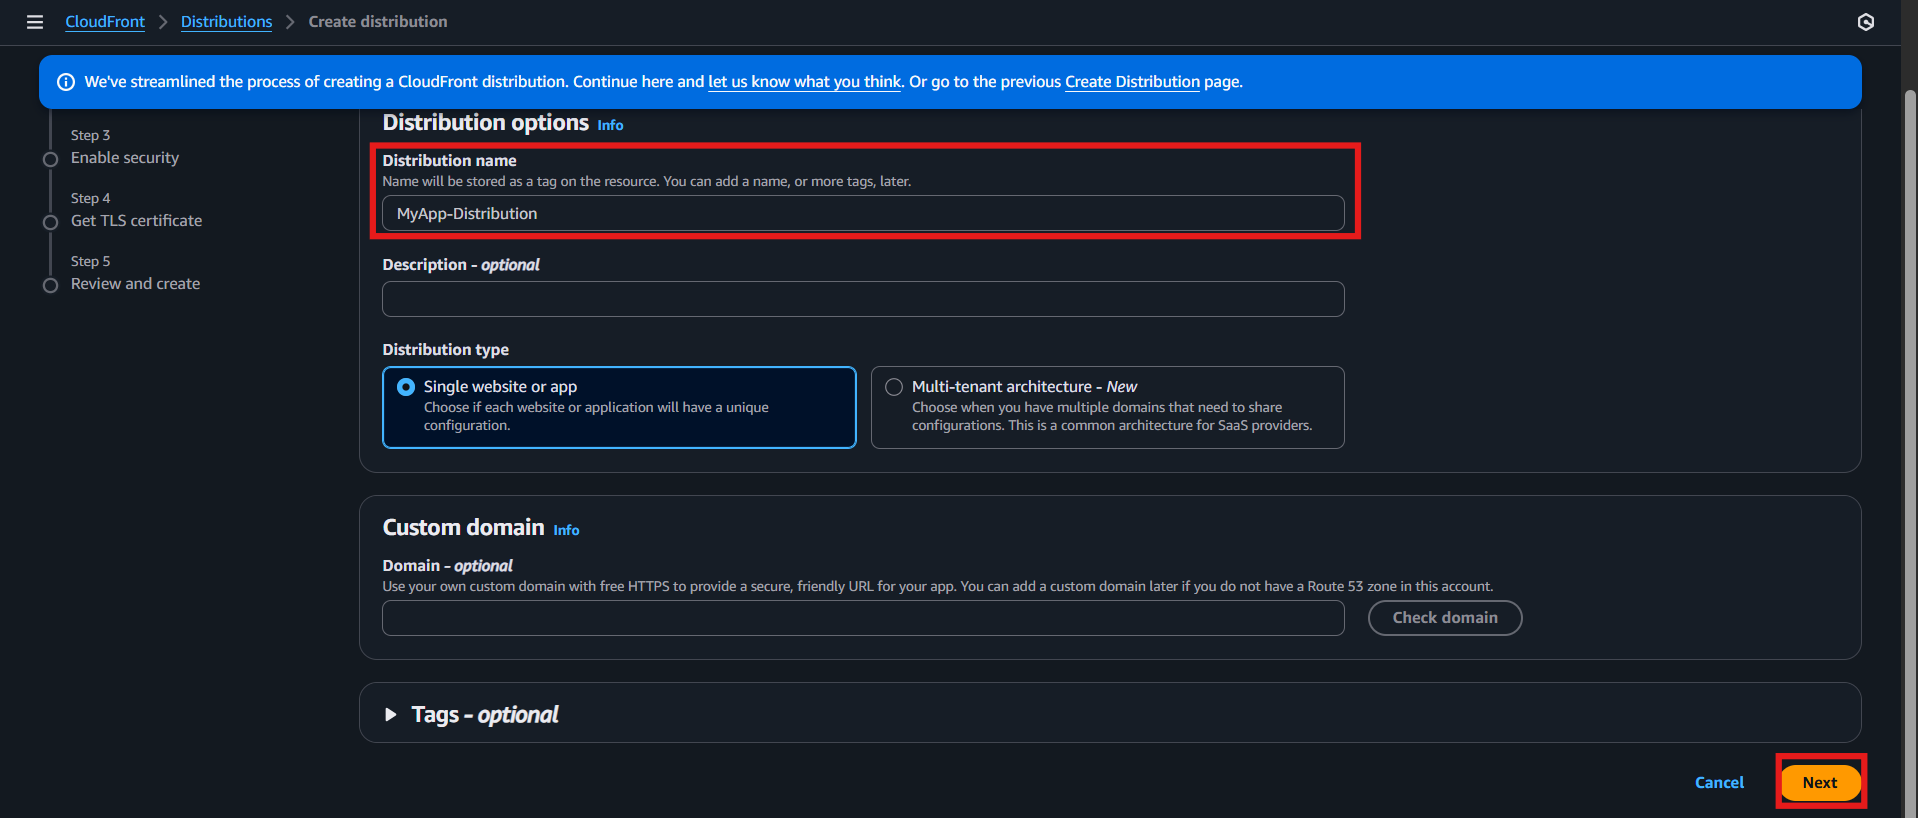 CloudFront > Distributions > Create distribution
We've streamlined the process of creating a CloudFront distribution. Continue here and let us know what you think. Or go to the previous Create Distribution page.
Step 3
Enable security
Step 4
Get TLS certificate
Step 5
Review and create
Distribution options Info
Distribution name
Name will be stored as a tag on the resource. You can add a name, or more tags, later.
MyApp-Distribution
Description - optional
Distribution type
Single website or app
Choose if each website or application will have a unique
configuration.
Multi-tenant architecture - New
Choose when you have multiple domains that need to share
configurations. This is a common architecture for SaaS providers.
Custom domain Info
Domain - optional
Use your own custom domain with free HTTPS to provide a secure, friendly URL for your app. You can add a custom domain later if you do not have a Route 53 zone in this account.
Check domain
Tags - optional
Cancel
Next